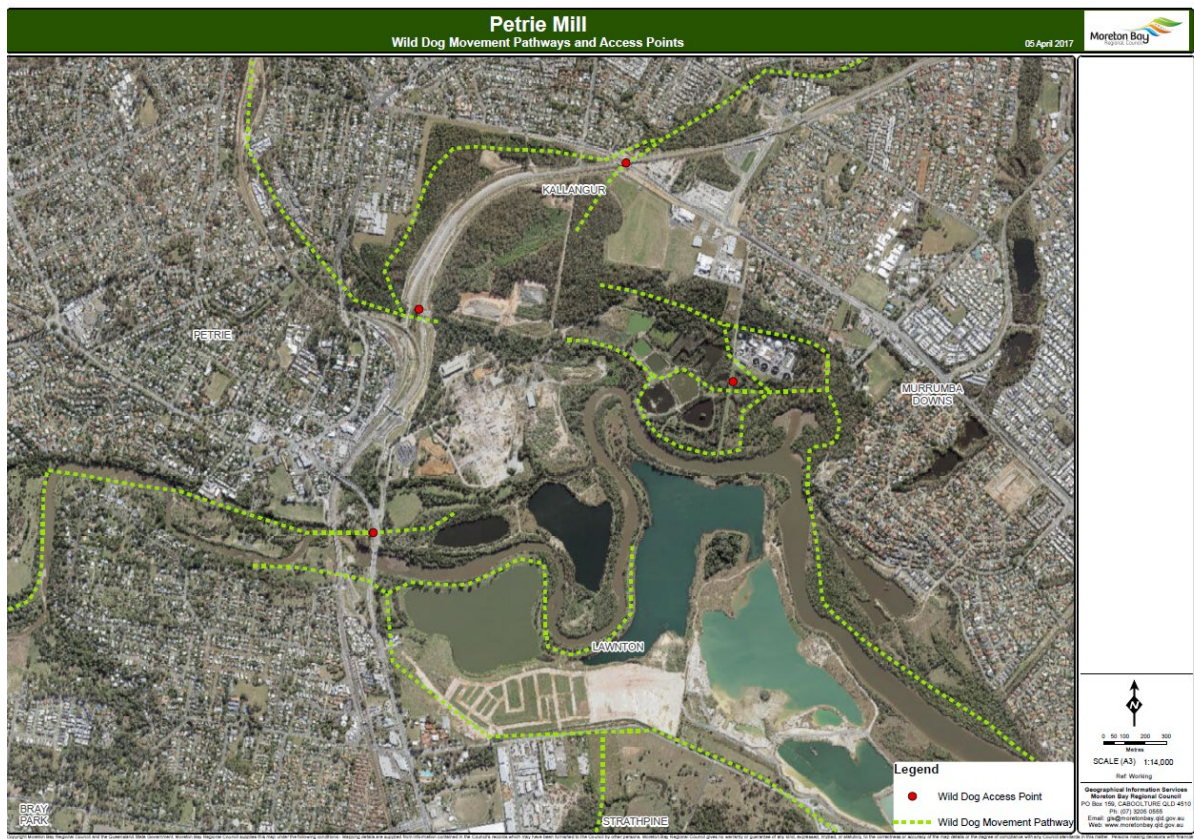 Petrie Mill
Wild Dog Movement Pathways and Access Points
05 April 2017
Moreton Bay
Regional Council
KALLANGUR
PETRIE
MURRUMBA
DOWNS
LAWNTON
BRAY
PARK
STRATHPINE
Legend
Wild Dog Access Point
Wild Dog Movement Pathway
N
0 50 100 200 300
Metres
SCALE (A3) 1:14,000
Ref: Working
Geographical Information Services
Moreton Bay Regional Council
PO Box 159, CABOOLTURE QLD 4510
Ph: (07) 3205 0555
Email: gis@moretonbay.qld.gov.au
Web: www.moretonbay.qld.gov.au